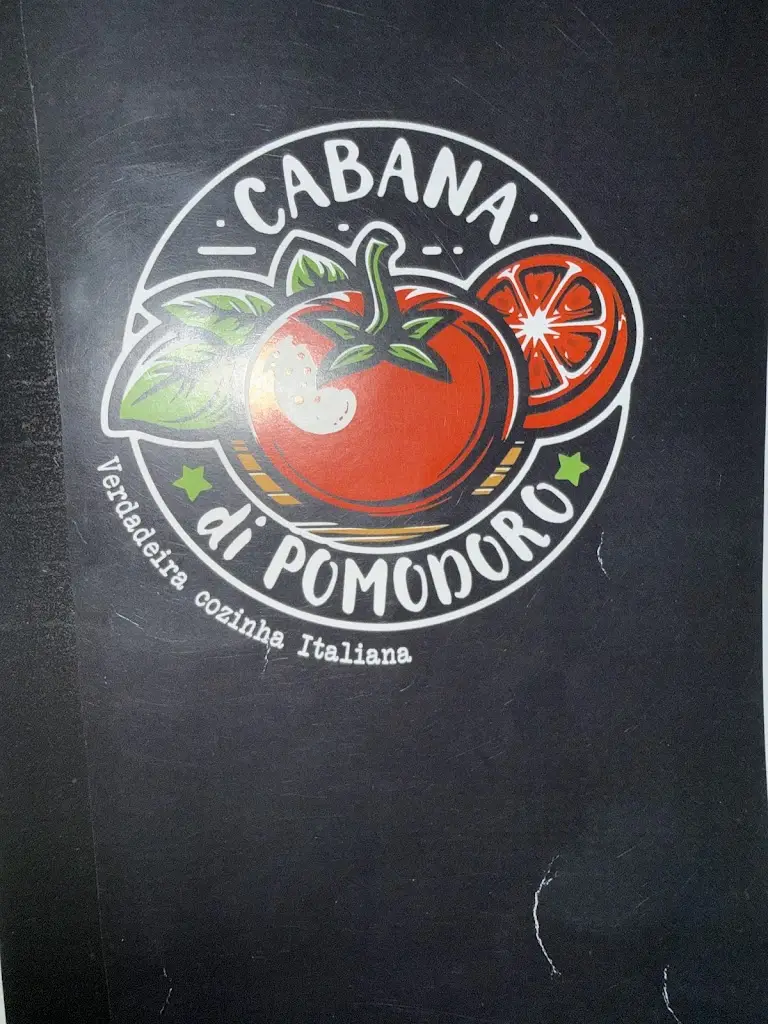 CABANA
di POMODORO
Verdadeira cozinha Italiana